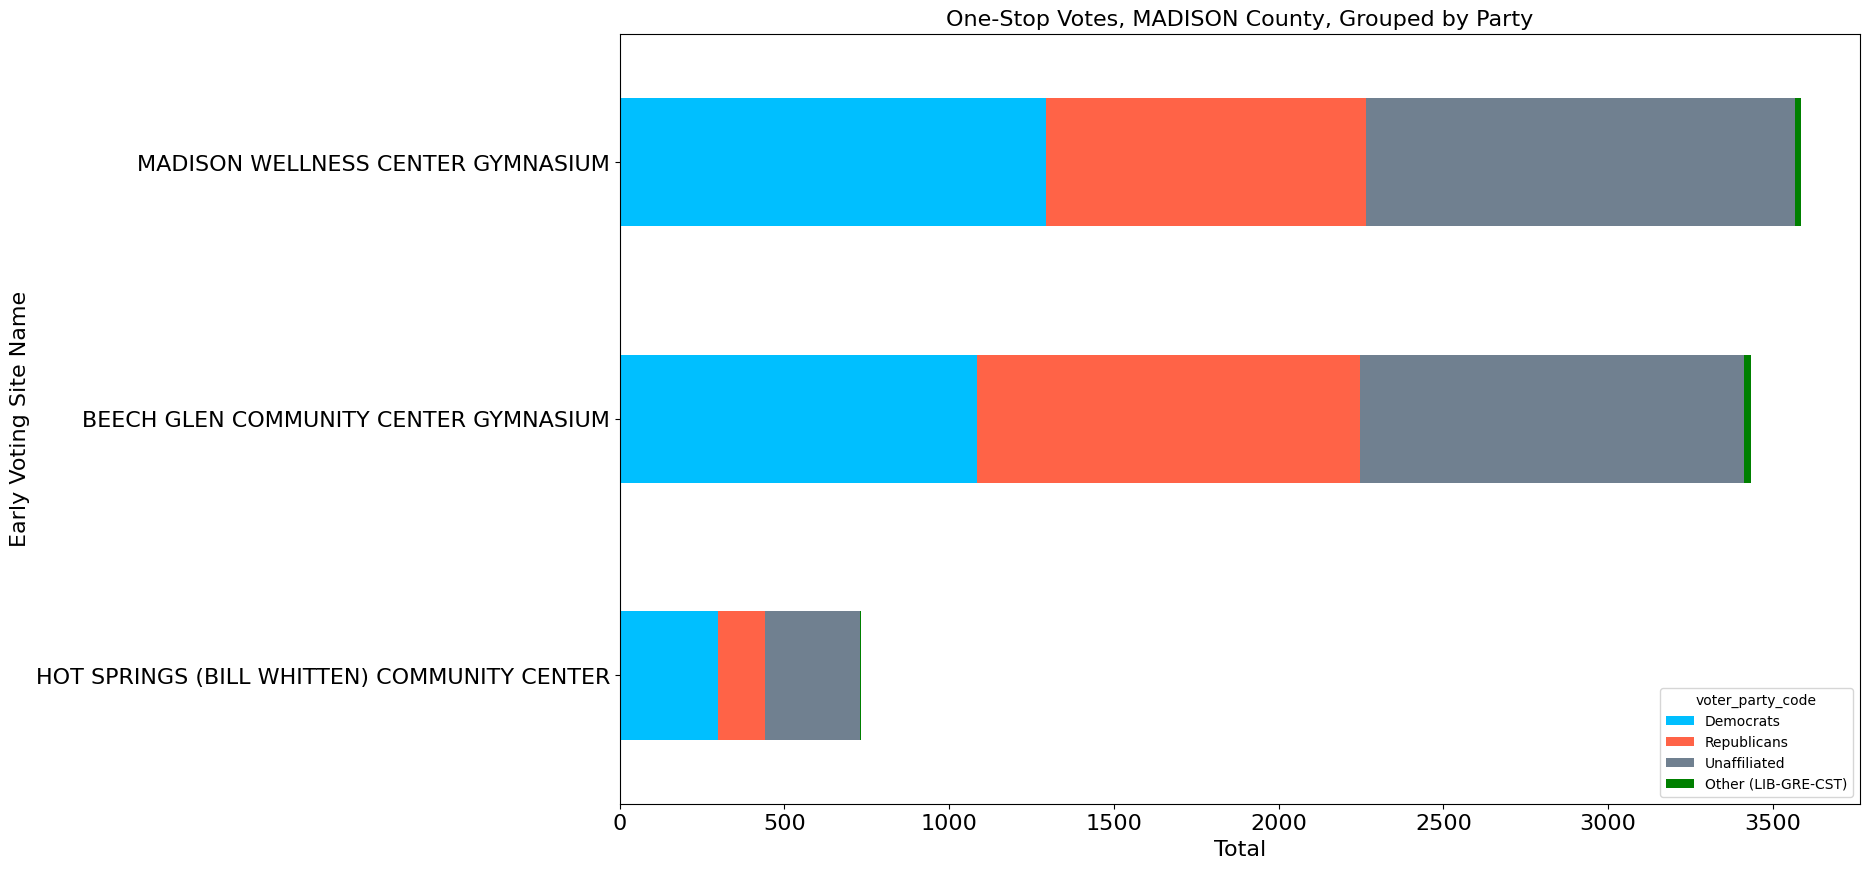 One-Stop Votes, MADISON County, Grouped by Party
Early Voting Site Name
MADISON WELLNESS CENTER GYMNASIUM
BEECH GLEN COMMUNITY CENTER GYMNASIUM
HOT SPRINGS (BILL WHITTEN) COMMUNITY CENTER
voter_party_code
Democrats
Republicans
Unaffiliated
Other (LIB-GRE-CST)
0 500 1000 1500 2000 2500 3000 3500
Total